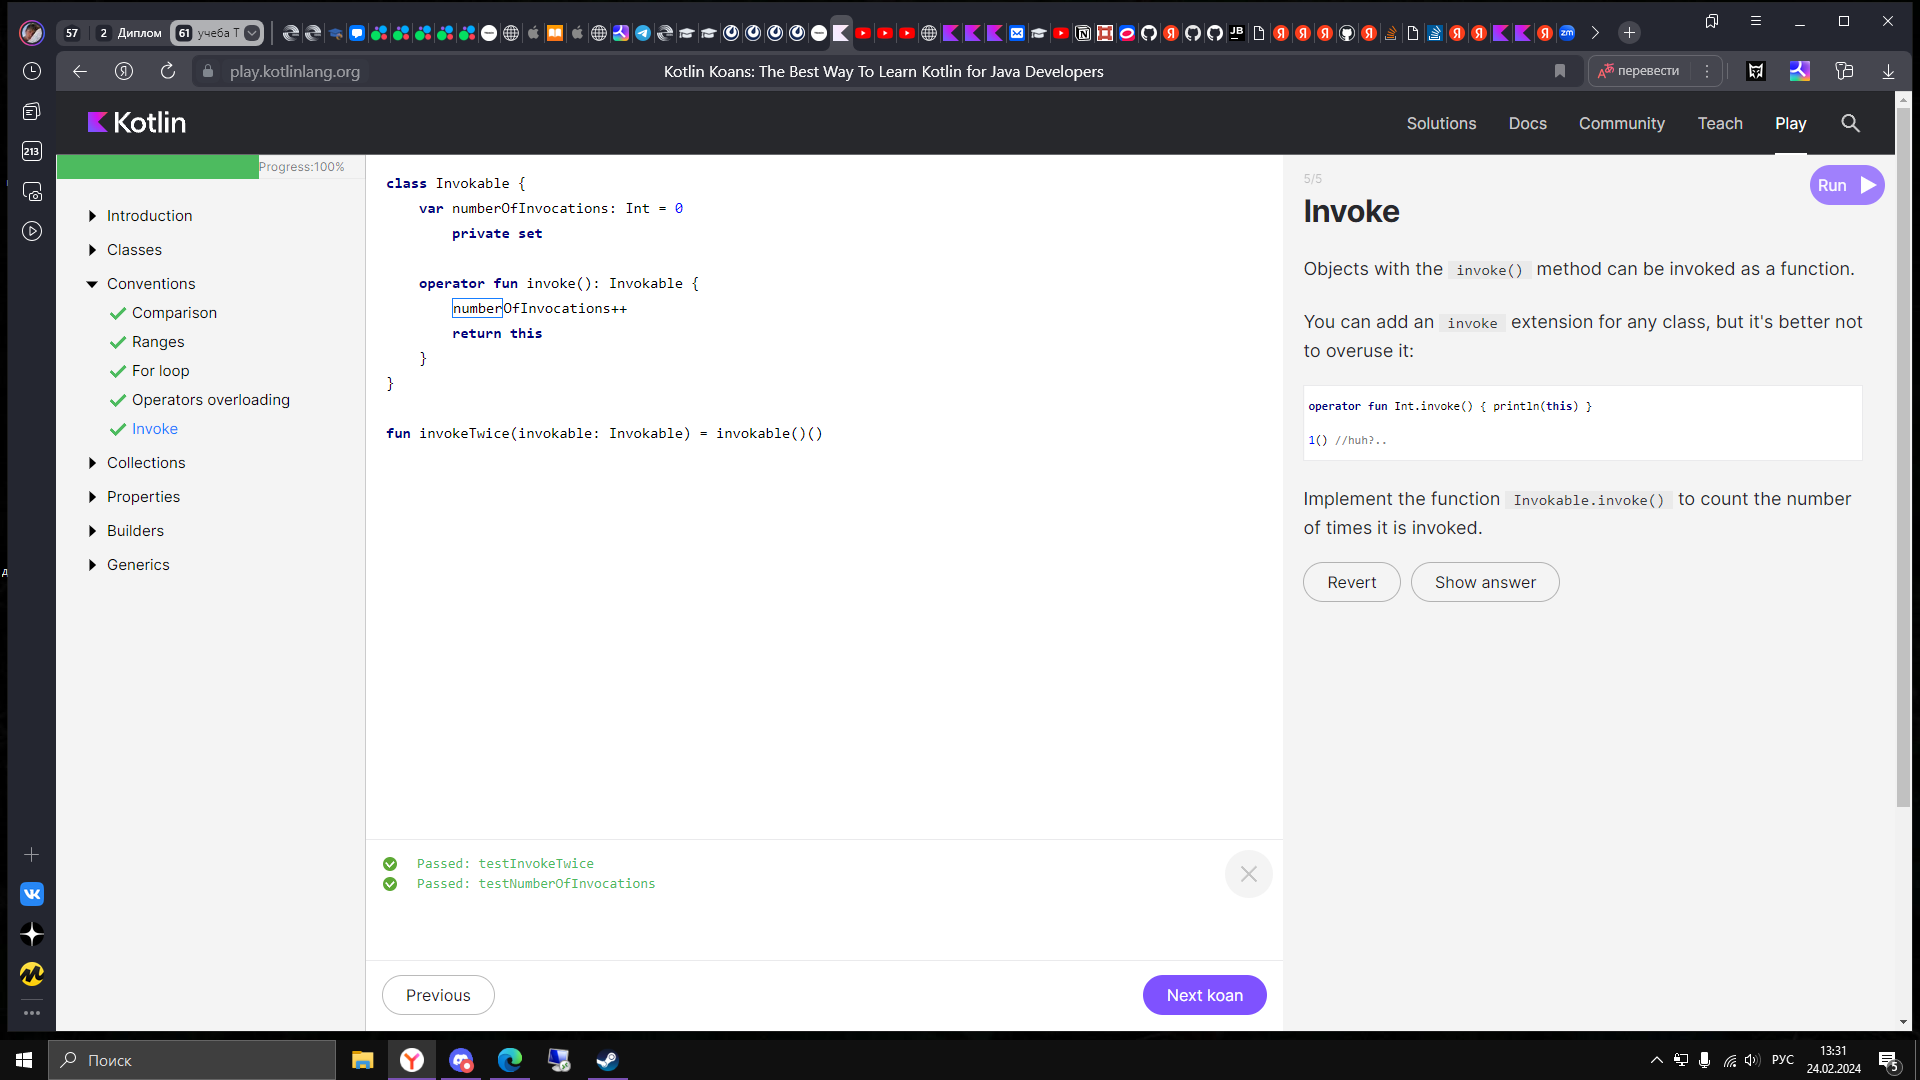 57
2 Диплом
61 учеба Т
play.kotlinlang.org
Kotlin Koans: The Best Way To Learn Kotlin for Java Developers
перевести
213
Kotlin
Solutions
Docs
Community
Teach
Play
Progress:100%
Introduction
Classes
Conventions
Comparison
Ranges
For loop
Operators overloading
Invoke
Collections
Properties
Builders
Generics
class Invokable {
var numberOfInvocations: Int = 0
private set
operator fun invoke(): Invokable {
numberOfInvocations++
return this
}
}
fun invokeTwice(invokable: Invokable) = invokable()()
Passed: testInvokeTwice
Passed: testNumberOfInvocations
Previous
Next koan
5/5
Run
Invoke
Objects with the invoke() method can be invoked as a function.
You can add an invoke extension for any class, but it's better not
to overuse it:
operator fun Int.invoke() { println(this) }
1() //huh?..
Implement the function Invokable.invoke() to count the number
of times it is invoked.
Revert
Show answer
Поиск
РУС
13:31
24.02.2024
5